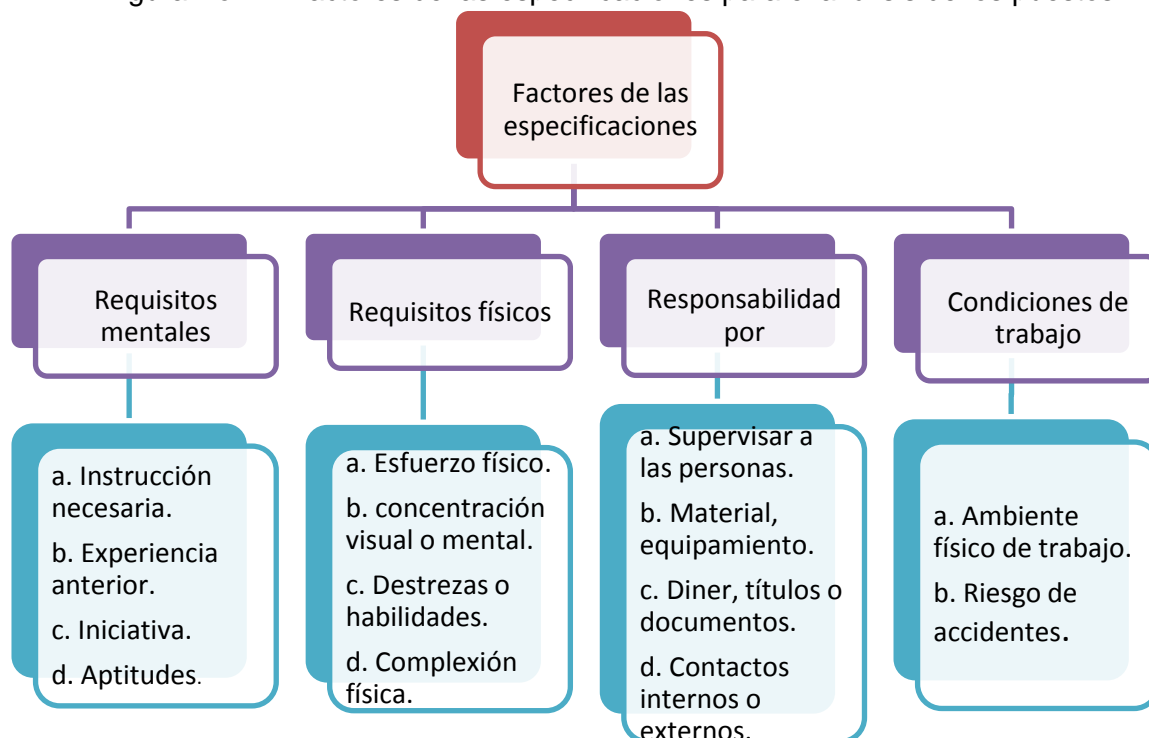 Factores de las
especificaciones
Requisitos
mentales
Requisitos físicos
Responsabilidad
por
Condiciones de
trabajo
a. Instrucción
necesaria.
b. Experiencia
anterior.
c. Iniciativa.
d. Aptitudes.
a. Esfuerzo físico.
b. concentración
visual o mental.
c. Destrezas o
habilidades.
d. Complexión
física.
a. Supervisar a
las personas.
b. Material,
equipamiento.
c. Diner, títulos o
documentos.
d. Contactos
internos o
externos.
a. Ambiente
físico de trabajo.
b. Riesgo de
accidentes.